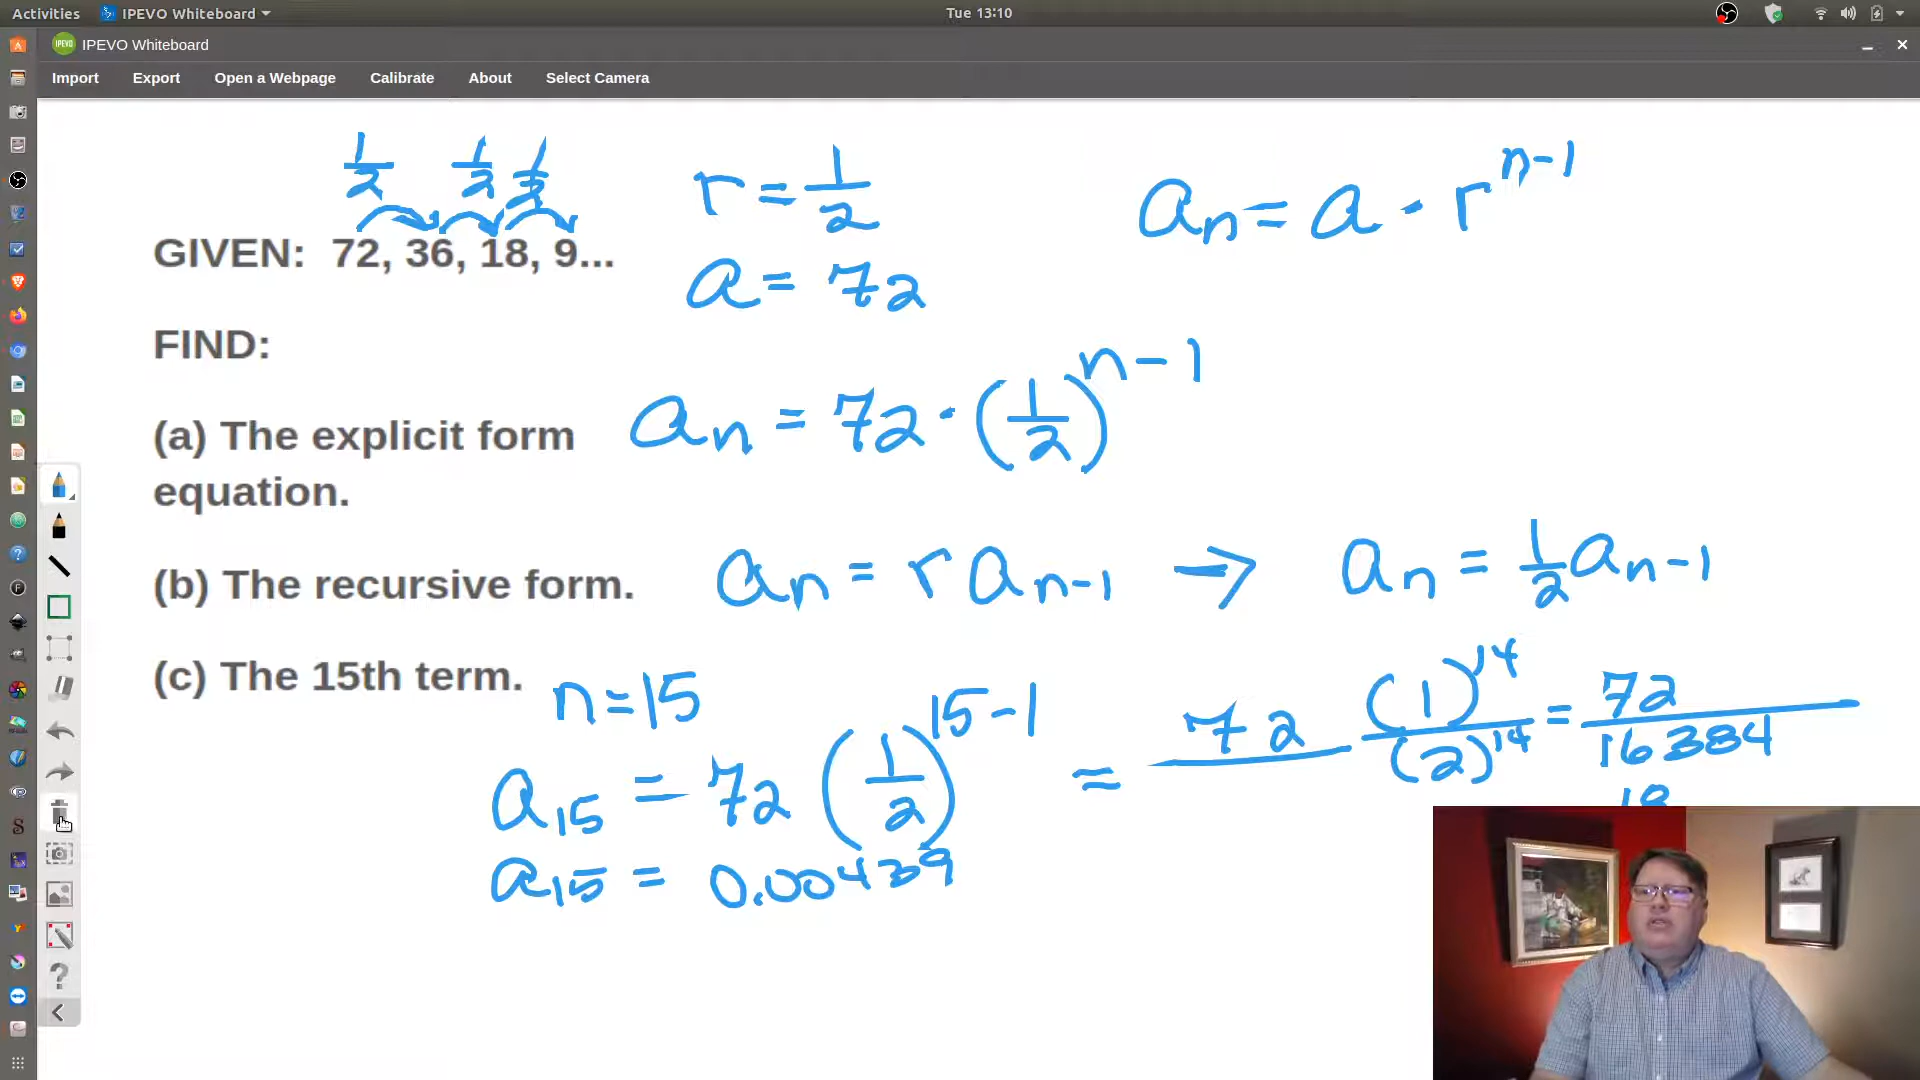 Activities IPEVO Whiteboard Tue 13:10
IPEVO Whiteboard
Import Export Open a Webpage Calibrate About Select Camera
1/2 1/2 1/2
r = 1/2
aₙ = a · rⁿ⁻¹
GIVEN: 72, 36, 18, 9...
a = 72
FIND:
(a) The explicit form
equation.
aₙ = 72 · (1/2)ⁿ⁻¹
(b) The recursive form.
aₙ = r aₙ₋₁ → aₙ = 1/2 aₙ₋₁
(c) The 15th term.
n = 15
a₁₅ = 72 (1/2)¹⁵⁻¹ = 72 (1)¹⁴/(2)¹⁴ = 72/16384
a₁₅ = 0.00439